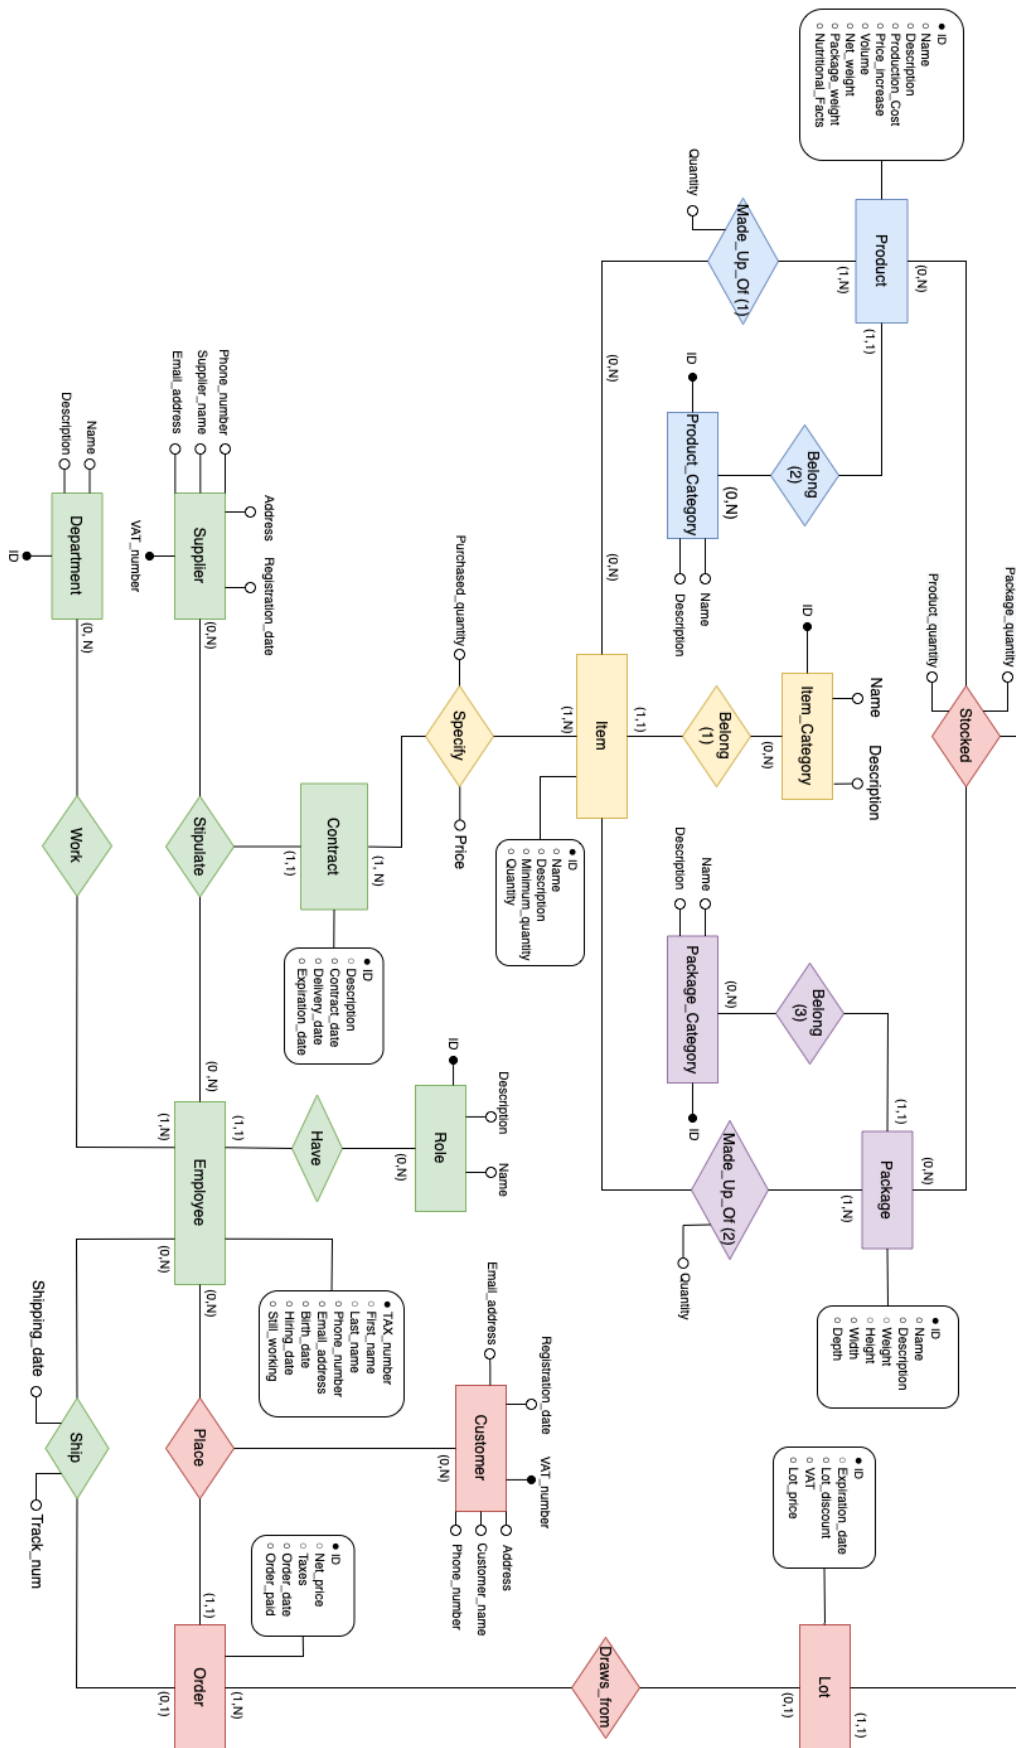 Package_quantity
Product_quantity
Stocked
(0,N)
(0,N)
ID
Name
Description
Production_Cost
Price_increase
Volume
Net_weight
Package_weight
Nutritional_Facts
Product
(1,N)
(1,1)
Quantity
Made_Up_Of (1)
(0,N)
Belong
(2)
(0,N)
Product_Category
ID
Name
Description
Item_Category
ID
Name
Description
(0,N)
Belong
(1)
(1,1)
Item
(0,N)
(1,N)
ID
Name
Description
Minimum_quantity
Quantity
Package
(1,1)
(1,N)
ID
Name
Description
Weight
Height
Width
Depth
Belong
(3)
(0,N)
Package_Category
Name
Description
ID
Made_Up_Of (2)
Quantity
Lot
(1,1)
(0,1)
ID
Expiration_date
Lot_discount
VAT
Lot_price
Draws_from
Specify
Purchased_quantity
Price
Contract
(1, N)
(1,1)
ID
Description
Contract_date
Delivery_date
Expiration_date
Role
ID
Description
Name
(0,N)
Have
Customer
Email_address
Registration_date
VAT_number
Address
Customer_name
Phone_number
(0,N)
Supplier
Phone_number
Supplier_name
Email_address
Address
Registration_date
VAT_number
(0,N)
Stipulate
(0 ,N)
Employee
(1,1)
(1,N)
(0,N)
(0,N)
TAX_number
First_name
Last_name
Phone_number
Email_address
Birth_date
Hiring_date
Still_working
Place
(1,1)
Order
(1,N)
(0,1)
ID
Net_price
Taxes
Order_date
Order_paid
Department
Name
Description
ID
(0, N)
Work
Ship
Shipping_date
Track_num